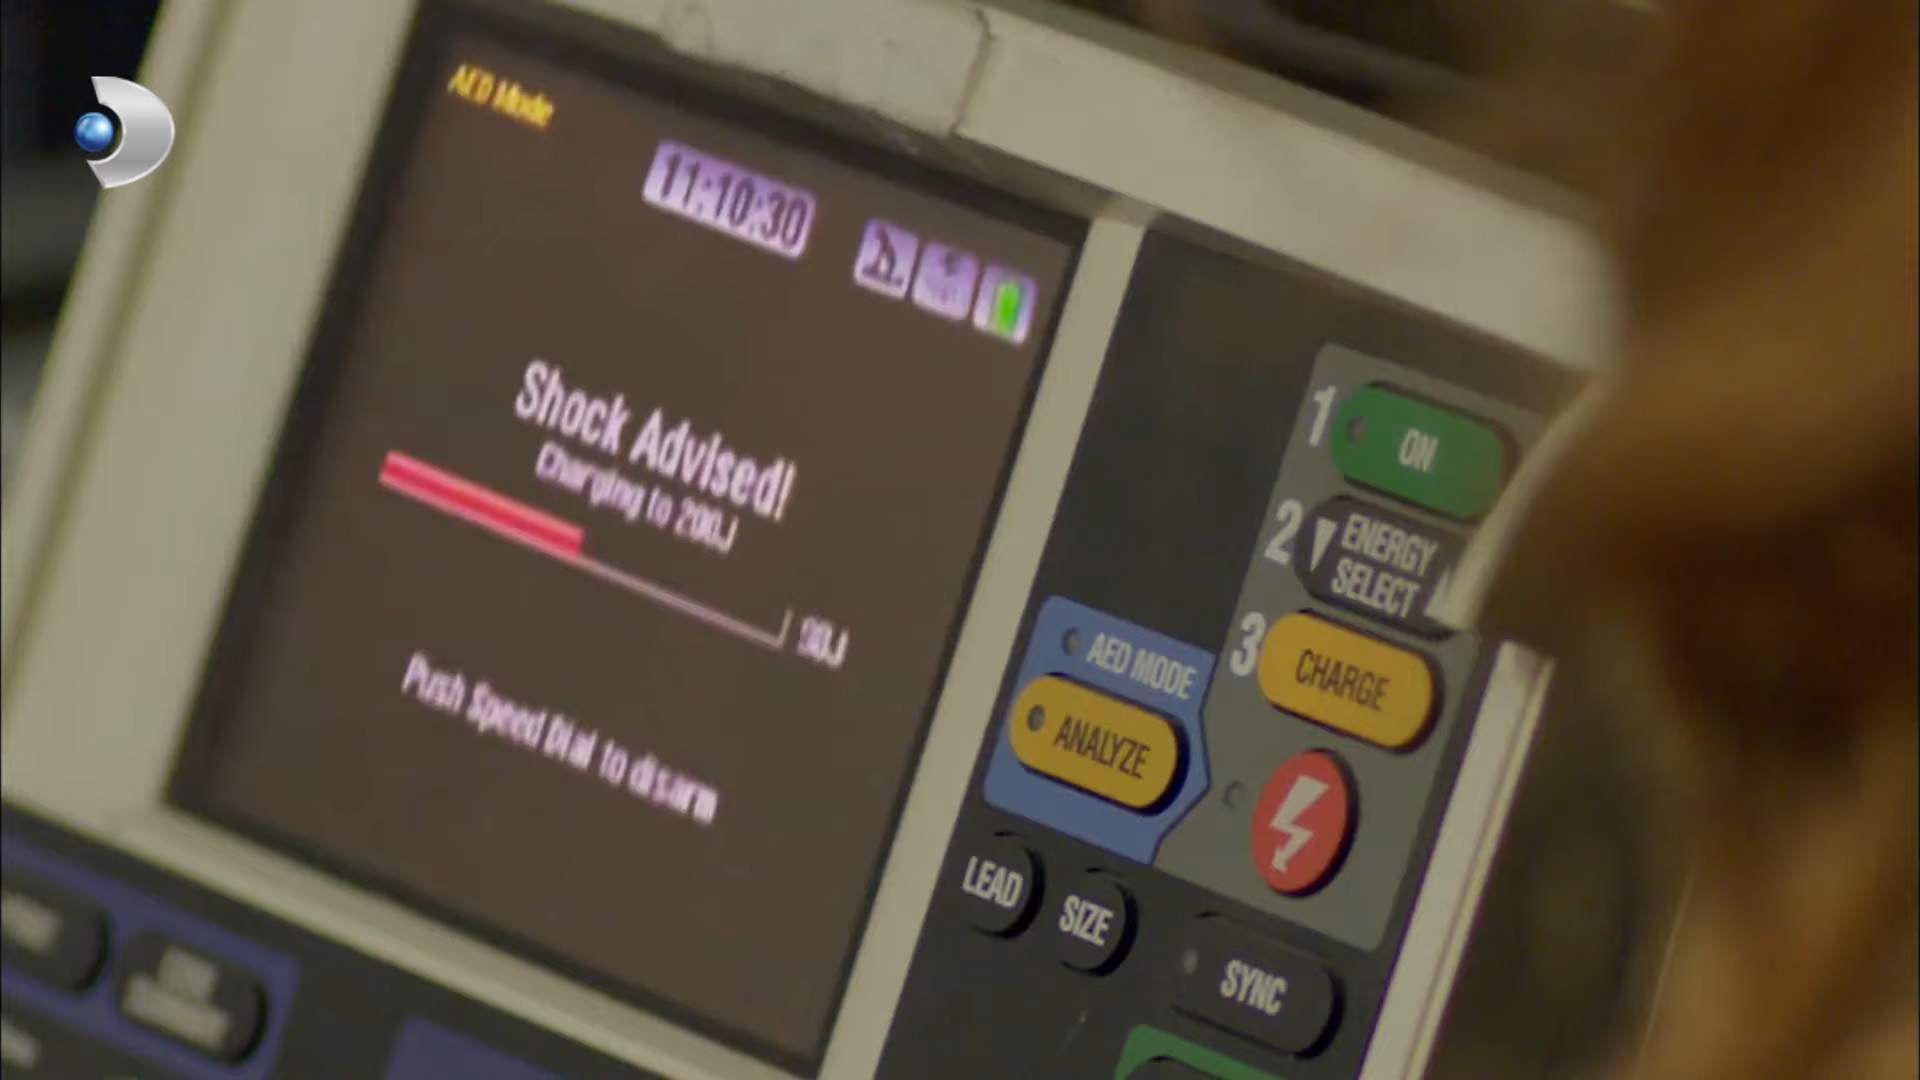 AED Mode
11:10:30
Shock Advised!
Charging to 200J
90J
Push Speed Dial to disarm
1 ON
2 ENERGY
SELECT
3 CHARGE
AED MODE
ANALYZE
LEAD
SIZE
SYNC